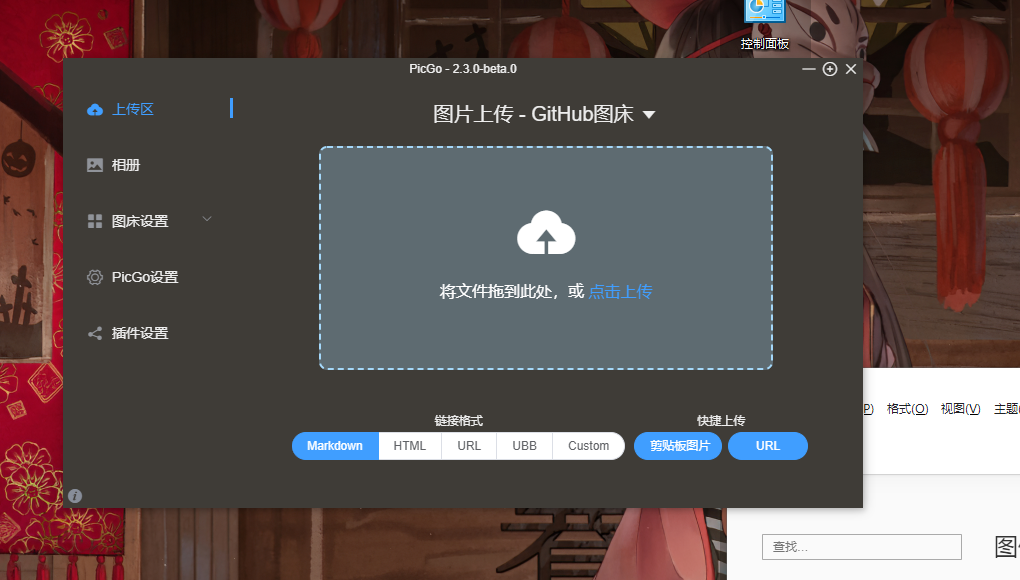 控制面板
PicGo - 2.3.0-beta.0
上传区
图片上传 - GitHub图床
相册
图床设置
PicGo设置
插件设置
将文件拖到此处，或 点击上传
链接格式
快捷上传
Markdown HTML URL UBB Custom
剪贴板图片 URL
P) 格式(O) 视图(V) 主题(
查找...
图